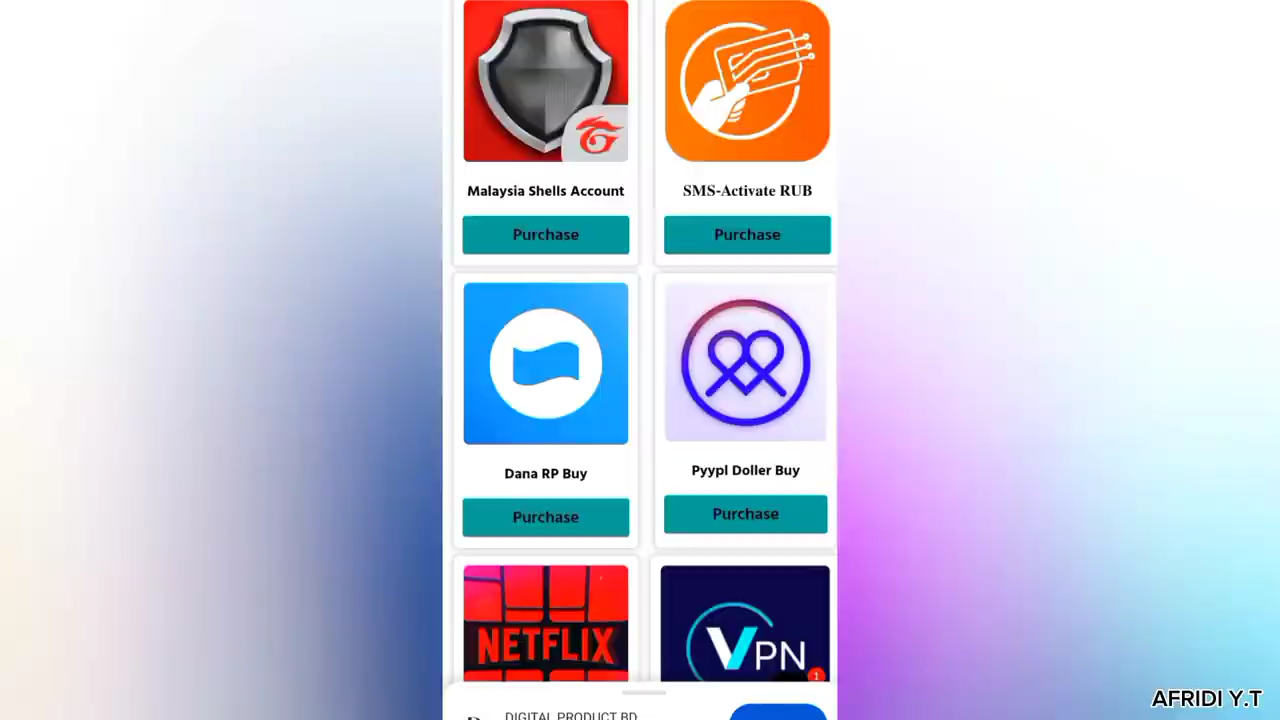 Malaysia Shells Account
SMS-Activate RUB
Purchase
Purchase
Dana RP Buy
Pyypl Doller Buy
Purchase
Purchase
NETFLIX
VPN
1
DIGITAL PRODUCT BD
AFRIDI Y.T